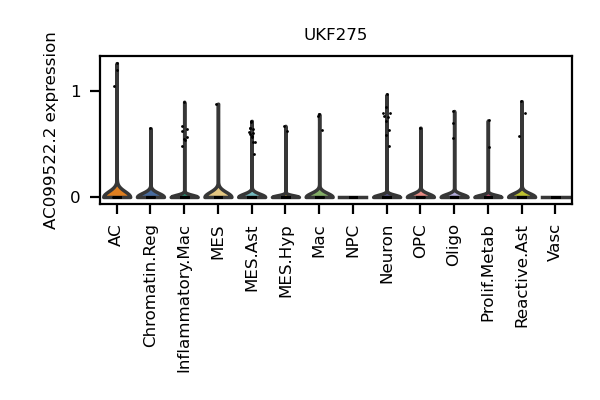 UKF275
AC099522.2 expression
1
0
AC
Chromatin.Reg
Inflammatory.Mac
MES
MES.Ast
MES.Hyp
Mac
NPC
Neuron
OPC
Oligo
Prolif.Metab
Reactive.Ast
Vasc